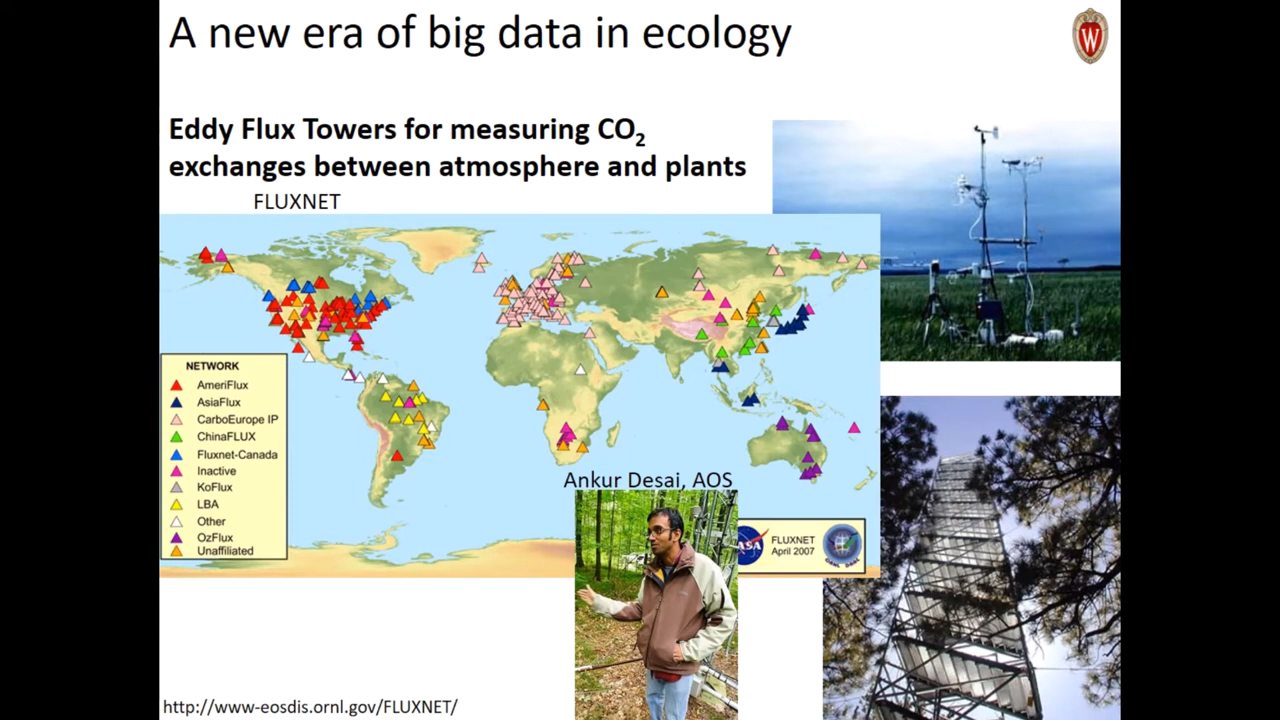 A new era of big data in ecology
W
Eddy Flux Towers for measuring CO₂
exchanges between atmosphere and plants
FLUXNET
NETWORK
AmeriFlux
AsiaFlux
CarboEurope IP
ChinaFLUX
Fluxnet-Canada
Inactive
KoFlux
LBA
Other
OzFlux
Unaffiliated
Ankur Desai, AOS
FLUXNET
April 2007
http://www-eosdis.ornl.gov/FLUXNET/